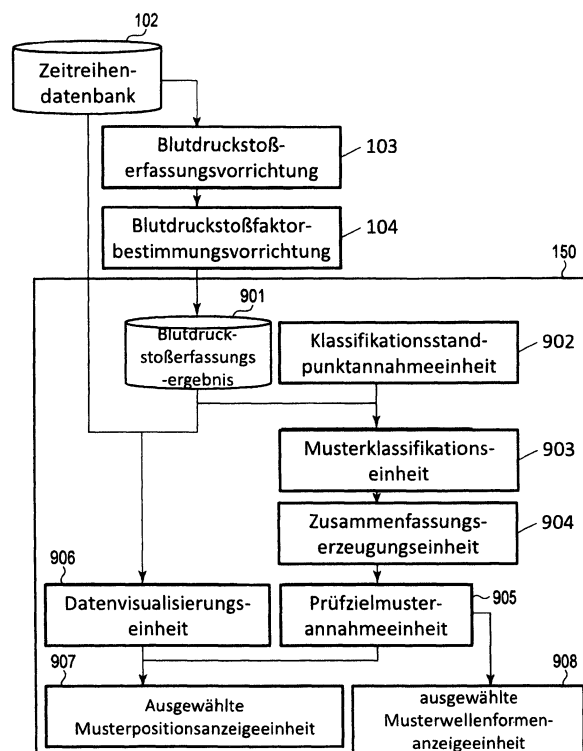 102
Zeitreihen-
datenbank
Blutdruckstoß-
erfassungsvorrichtung
103
Blutdruckstoßfaktor-
bestimmungsvorrichtung
104
150
901
Blutdruck-
stoßerfassungs
-ergebnis
Klassifikationsstand-
punktannahmeeinheit
902
Musterklassifikations-
einheit
903
Zusammenfassungs-
erzeugungseinheit
904
906
Datenvisualisierungs-
einheit
Prüfzielmuster-
annahmeeinheit
905
907
Ausgewählte
Musterpositionsanzeigeeinheit
908
ausgewählte
Musterwellenformen-
anzeigeeinheit